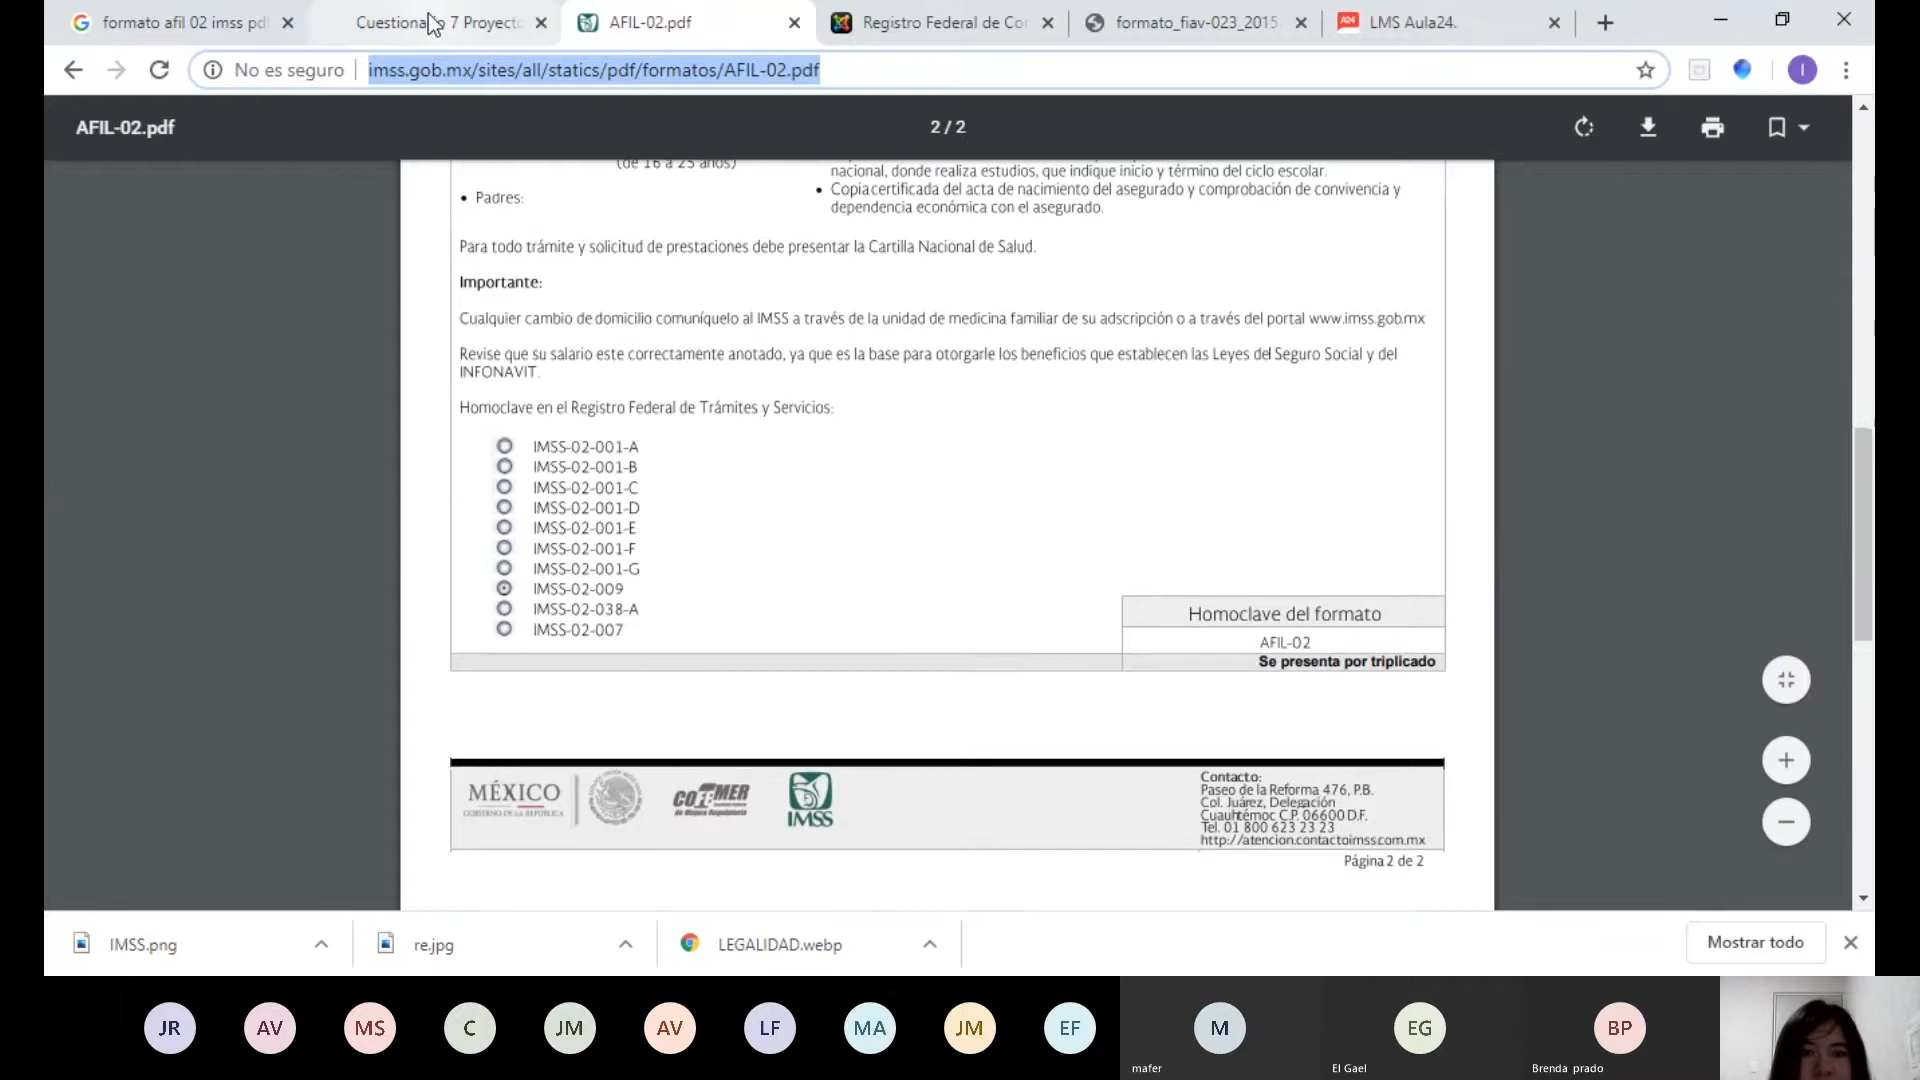 formato afil 02 imss pd
Cuestiona o 7 Proyecto
AFIL-02.pdf
Registro Federal de Co
formato_fiav-023_2015
LMS Aula24.
No es seguro
imss.gob.mx/sites/all/statics/pdf/formatos/AFIL-02.pdf
I
AFIL-02.pdf
2 / 2
(de 16 a 25 años)
nacional, donde realiza estudios, que indique inicio y término del ciclo escolar.
• Padres:
• Copia certificada del acta de nacimiento del asegurado y comprobación de convivencia y
dependencia económica con el asegurado.
Para todo trámite y solicitud de prestaciones debe presentar la Cartilla Nacional de Salud.
Importante:
Cualquier cambio de domicilio comuníquelo al IMSS a través de la unidad de medicina familiar de su adscripción o a través del portal www.imss.gob.mx
Revise que su salario este correctamente anotado, ya que es la base para otorgarle los beneficios que establecen las Leyes del Seguro Social y del
INFONAVIT.
Homoclave en el Registro Federal de Trámites y Servicios:
IMSS-02-001-A
IMSS-02-001-B
IMSS-02-001-C
IMSS-02-001-D
IMSS-02-001-E
IMSS-02-001-F
IMSS-02-001-G
IMSS-02-009
IMSS-02-038-A
IMSS-02-007
Homoclave del formato
AFIL-02
Se presenta por triplicado
MÉXICO
GOBIERNO DE LA REPÚBLICA
COFEMER
de Mejora Regulatoria
IMSS
Contacto:
Paseo de la Reforma 476, P.B.
Col. Juárez, Delegación
Cuauhtémoc C.P. 06600 D.F.
Tel. 01 800 623 23 23
http://atencion.contactoimss.com.mx
Página 2 de 2
IMSS.png
re.jpg
LEGALIDAD.webp
Mostrar todo
JR
AV
MS
C
JM
AV
LF
MA
JM
EF
M
EG
BP
mafer
El Gael
Brenda prado